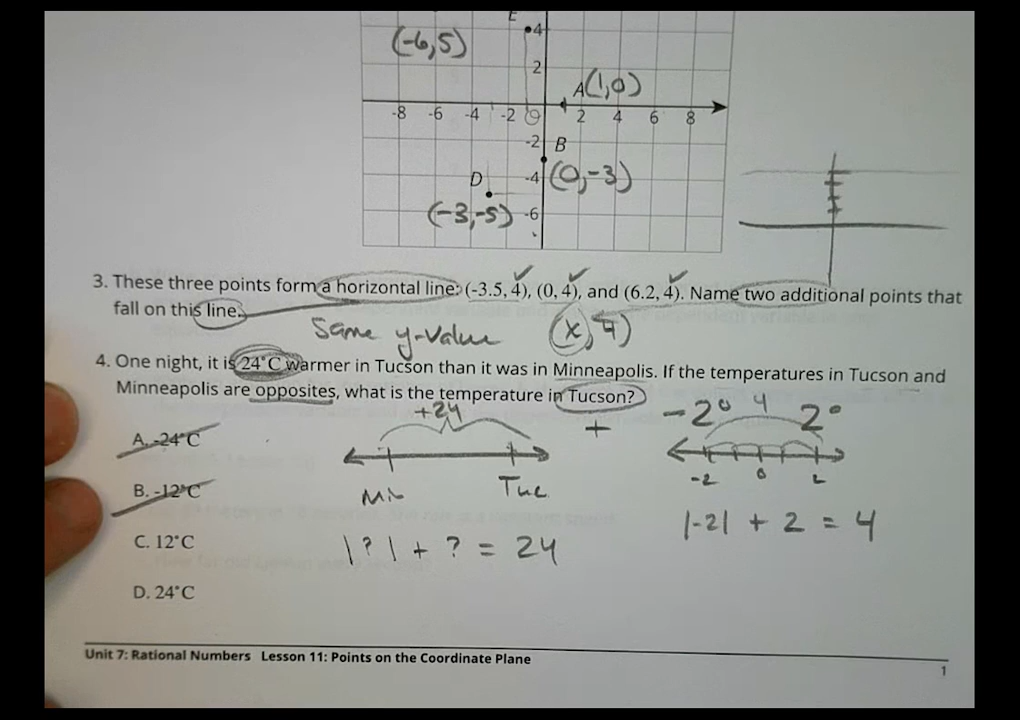 E
4
(-6,5)
2
A(1,0)
-8 -6 -4 -2 0 2 4 6 8
-2 B
D -4 (0,-3)
(-3,-5) -6
3. These three points form a horizontal line: (-3.5, 4), (0, 4), and (6.2, 4). Name two additional points that
fall on this line.
Same y-value (x,4)
4. One night, it is 24°C warmer in Tucson than it was in Minneapolis. If the temperatures in Tucson and
Minneapolis are opposites, what is the temperature in Tucson?
+24 + -2° 4 2°
A. -24°C
-2 0 2
B. -12°C
Min Tuc
|-2| + 2 = 4
C. 12°C |?| + ? = 24
D. 24°C
Unit 7: Rational Numbers Lesson 11: Points on the Coordinate Plane
1